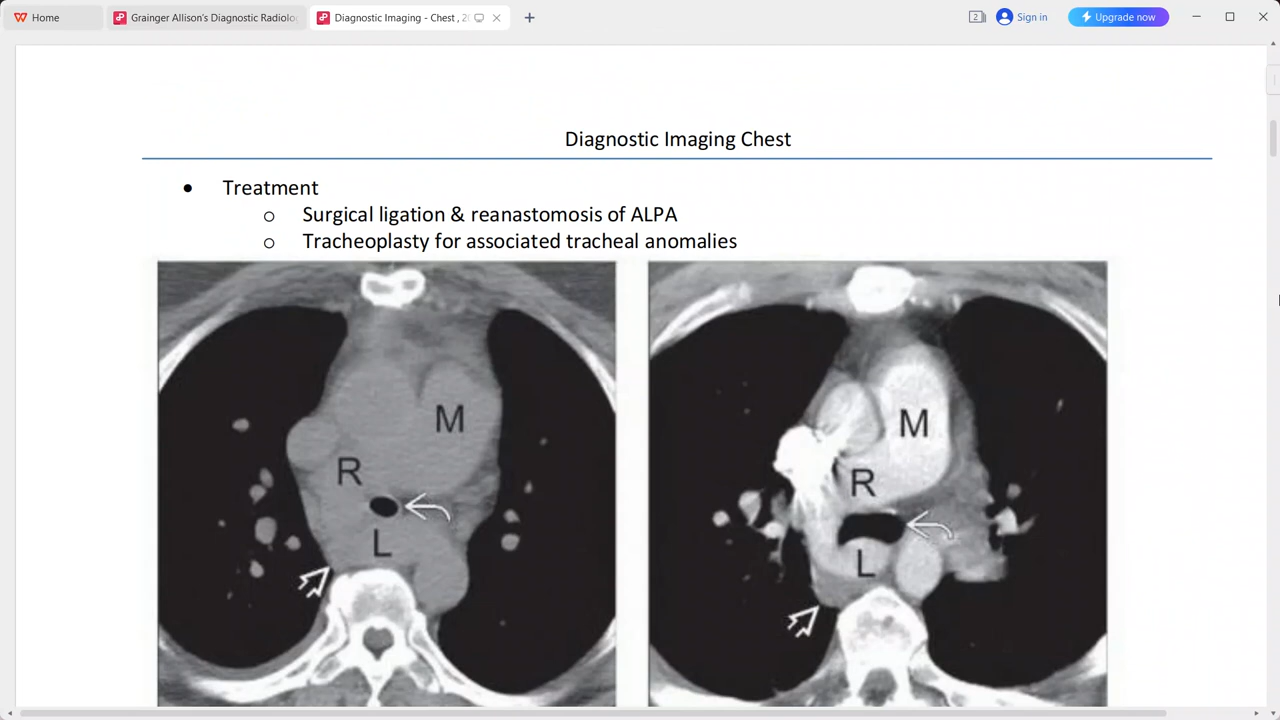 Home
Grainger Allison's Diagnostic Radiolo
Diagnostic Imaging - Chest , 2
2
Sign in
Upgrade now
Diagnostic Imaging Chest
• Treatment
o Surgical ligation & reanastomosis of ALPA
o Tracheoplasty for associated tracheal anomalies
M
R
L
M
R
L